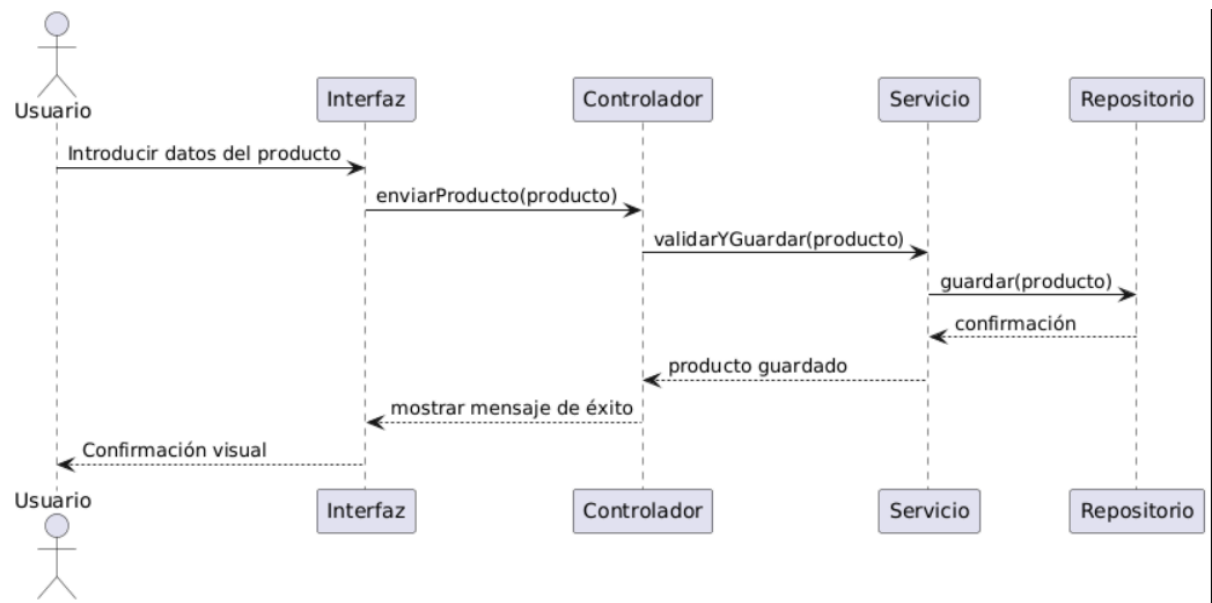 Usuario
Interfaz
Controlador
Servicio
Repositorio
Introducir datos del producto
enviarProducto(producto)
validarYGuardar(producto)
guardar(producto)
confirmación
producto guardado
mostrar mensaje de éxito
Confirmación visual
Usuario
Interfaz
Controlador
Servicio
Repositorio